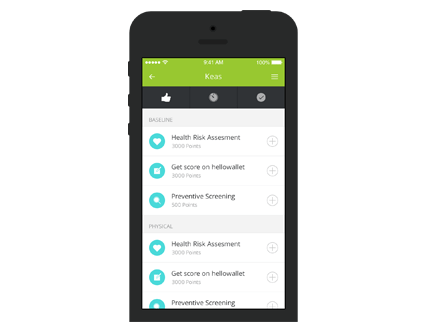 9:41 AM
100%
Keas
BASELINE
Health Risk Assesment
3000 Points
Get score on hellowallet
3000 Points
Preventive Screening
500 Points
PHYSICAL
Health Risk Assesment
3000 Points
Get score on hellowallet
3000 Points
Preventive Screening